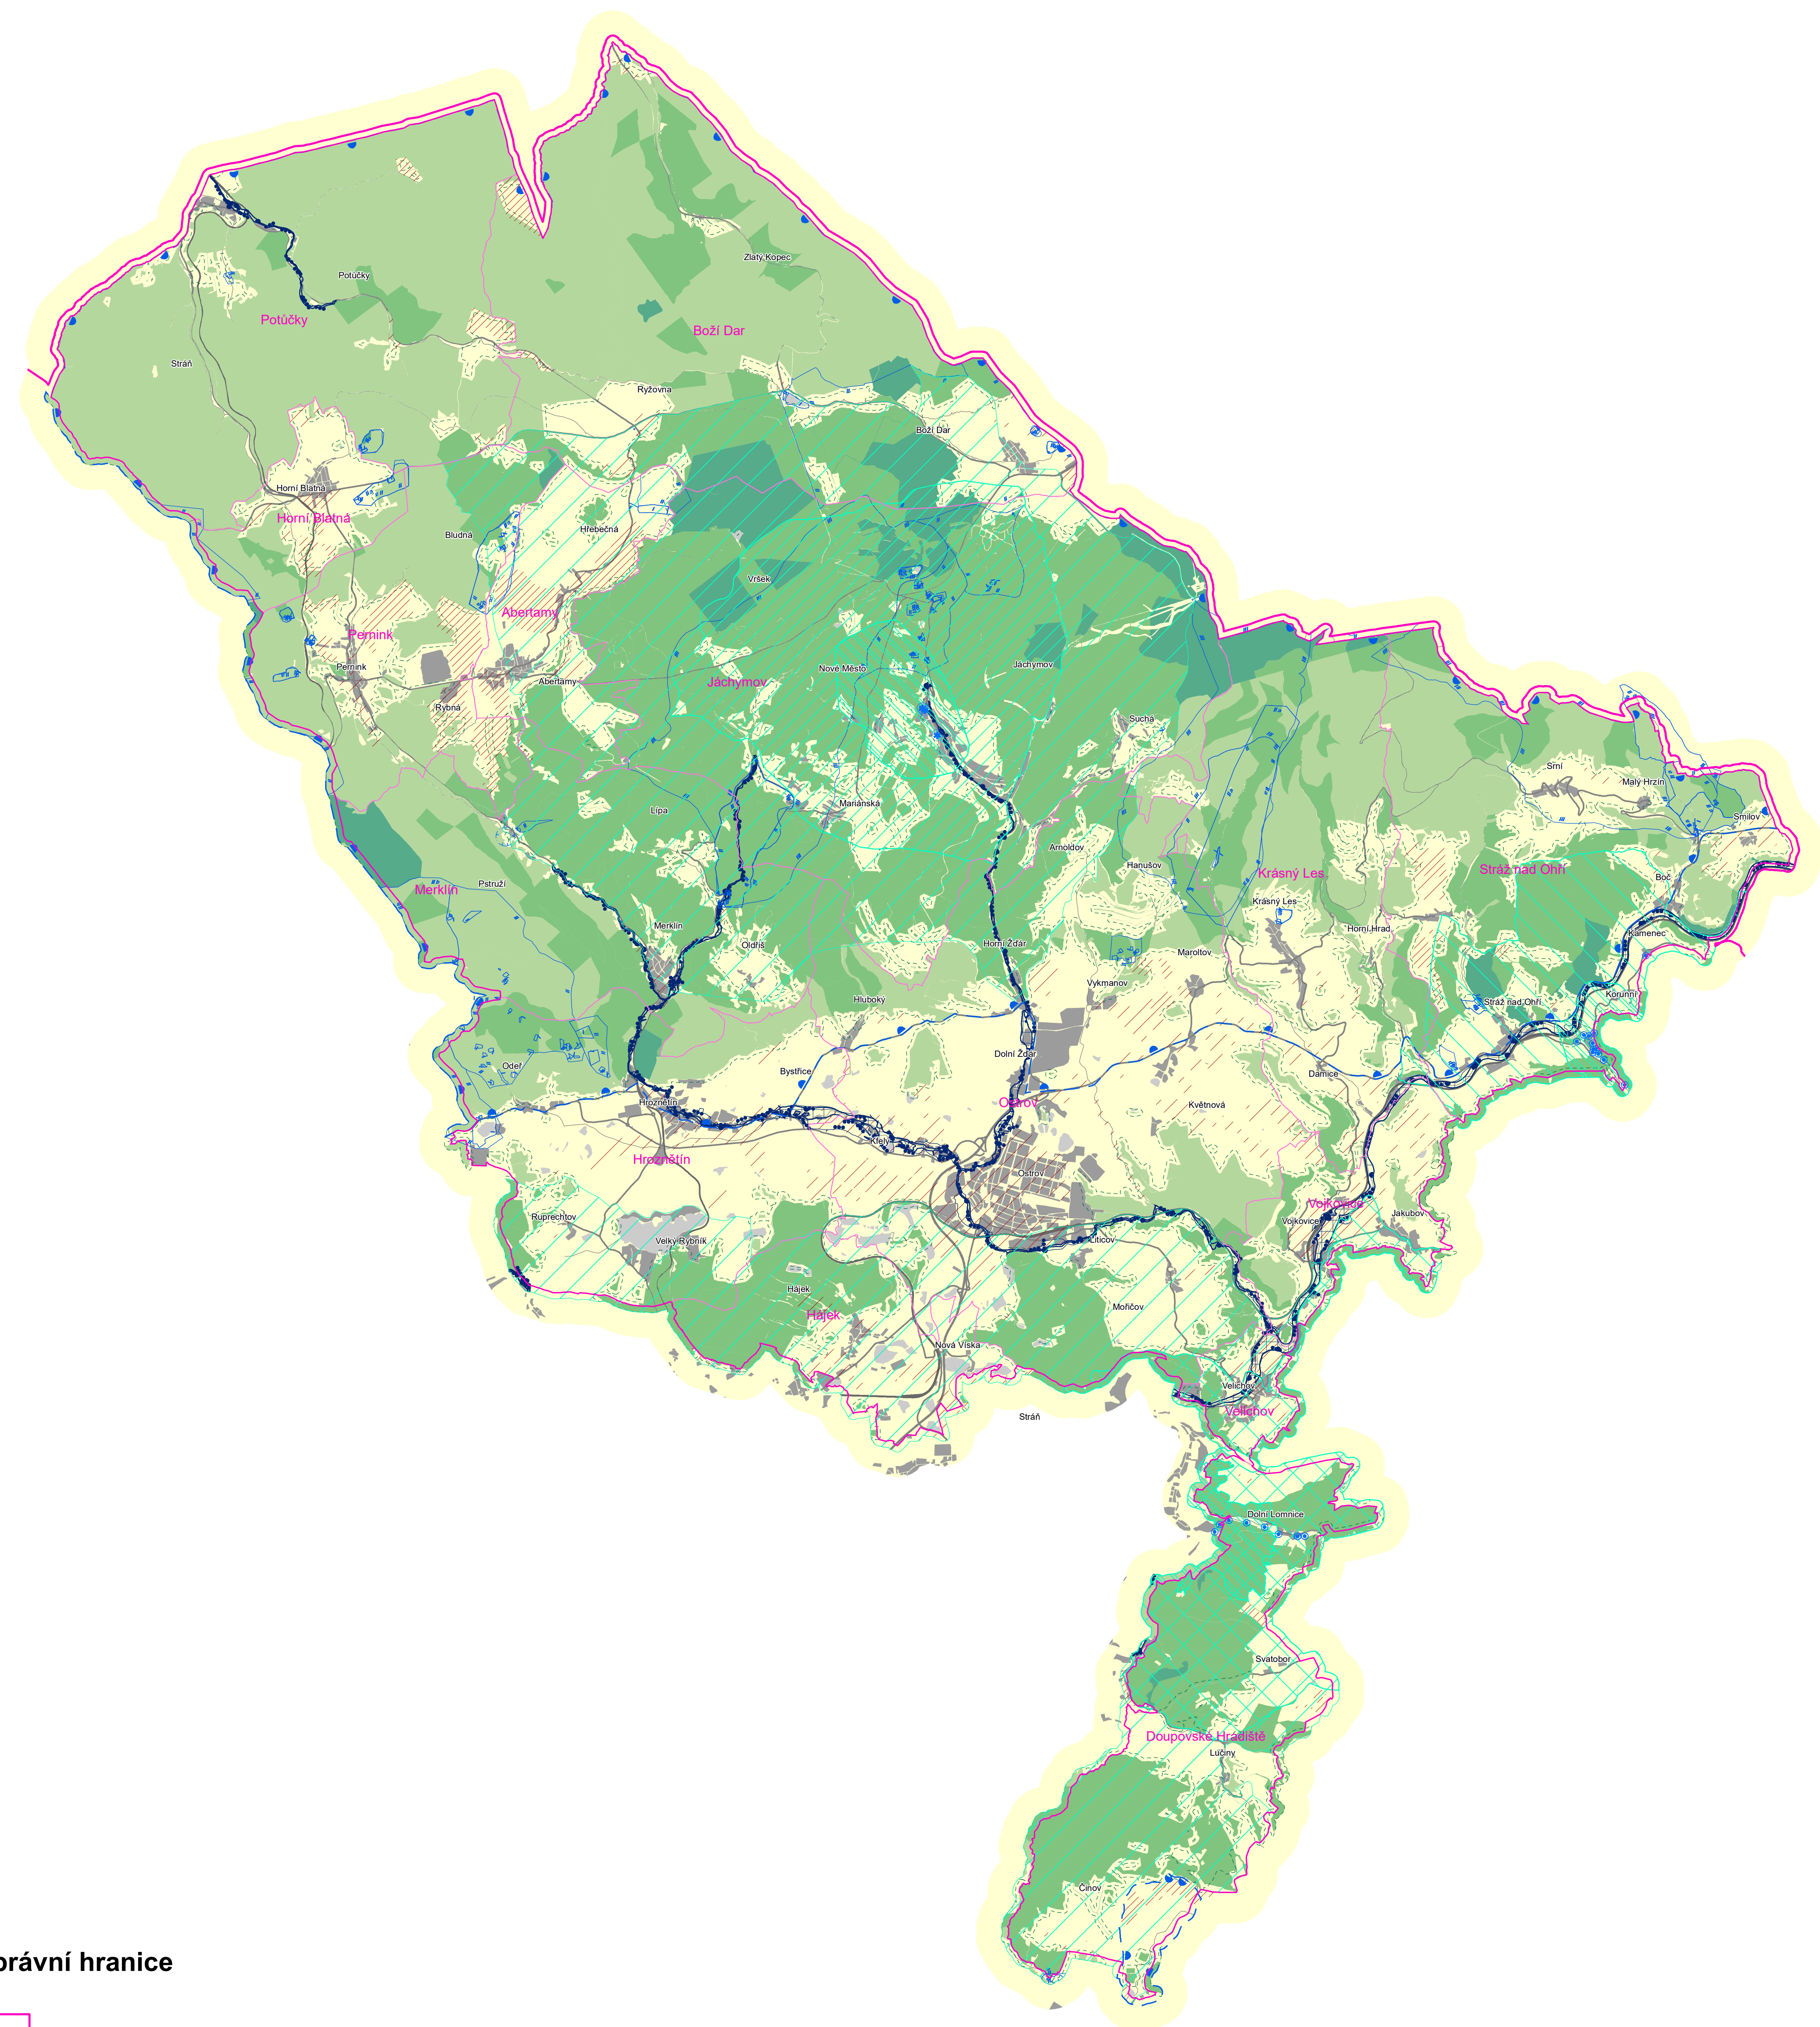 Zlatý Kopec
Potůčky
Potůčky
Boží Dar
Stráň
Ryžovna
Boží Dar
Horní Blatná
Horní Blatná
Hřebečná
Bludná
Vršek
Abertamy
Pernink
Pernink
Nové Město
Jáchymov
Abertamy
Jáchymov
Rybná
Suchá
Srní
Malý Hrzín
Mariánská
Lípa
Smilov
Arnoldov
Hanušov
Krásný Les
Stráž nad Ohří
Boč
Pstruží
Merklín
Krásný Les
Merklín
Horní Hrad
Kamenec
Oldříš
Horní Žďár
Maroltov
Vykmanov
Korunní
Hluboký
Stráž nad Ohří
Dolní Žďár
Odeř
Bystřice
Damice
Hroznětín
Ostrov
Květnová
Kfely
Hroznětín
Ostrov
Vojkovice
Ruprechtov
Jakubov
Vojkovice
Velký Rybník
Liticov
Hájek
Mořičov
Hájek
Nová Víska
Velichov
Velichov
Stráň
Dolní Lomnice
Svatobor
Doupovské Hradiště
Lučiny
Činov
právní hranice